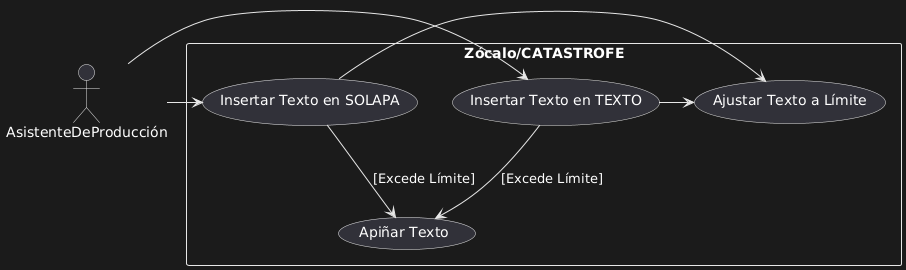 Zócalo/CATASTROFE
AsistenteDeProducción
Insertar Texto en SOLAPA
Insertar Texto en TEXTO
Ajustar Texto a Límite
[Excede Límite]
[Excede Límite]
Apiñar Texto